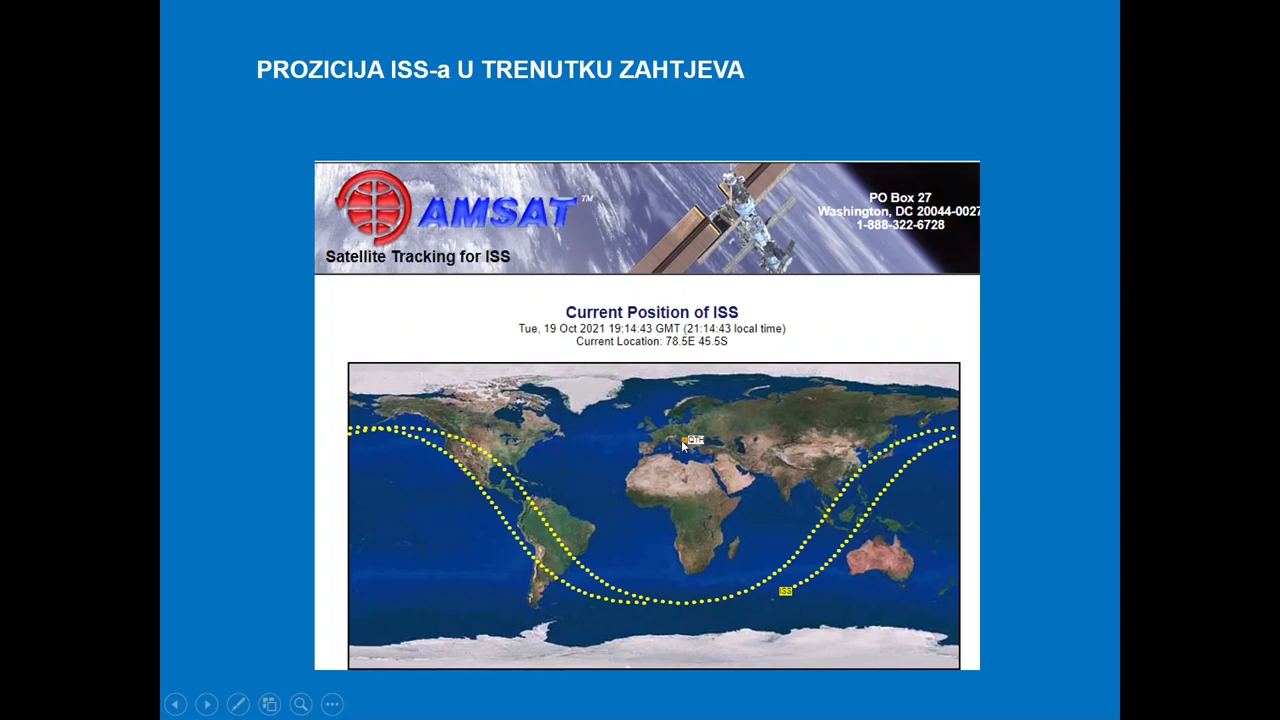 PROZICIJA ISS-a U TRENUTKU ZAHTJEVA
AMSAT TM
PO Box 27
Washington, DC 20044-0027
1-888-322-6728
Satellite Tracking for ISS
Current Position of ISS
Tue, 19 Oct 2021 19:14:43 GMT (21:14:43 local time)
Current Location: 78.5E 45.5S
QTH
ISS